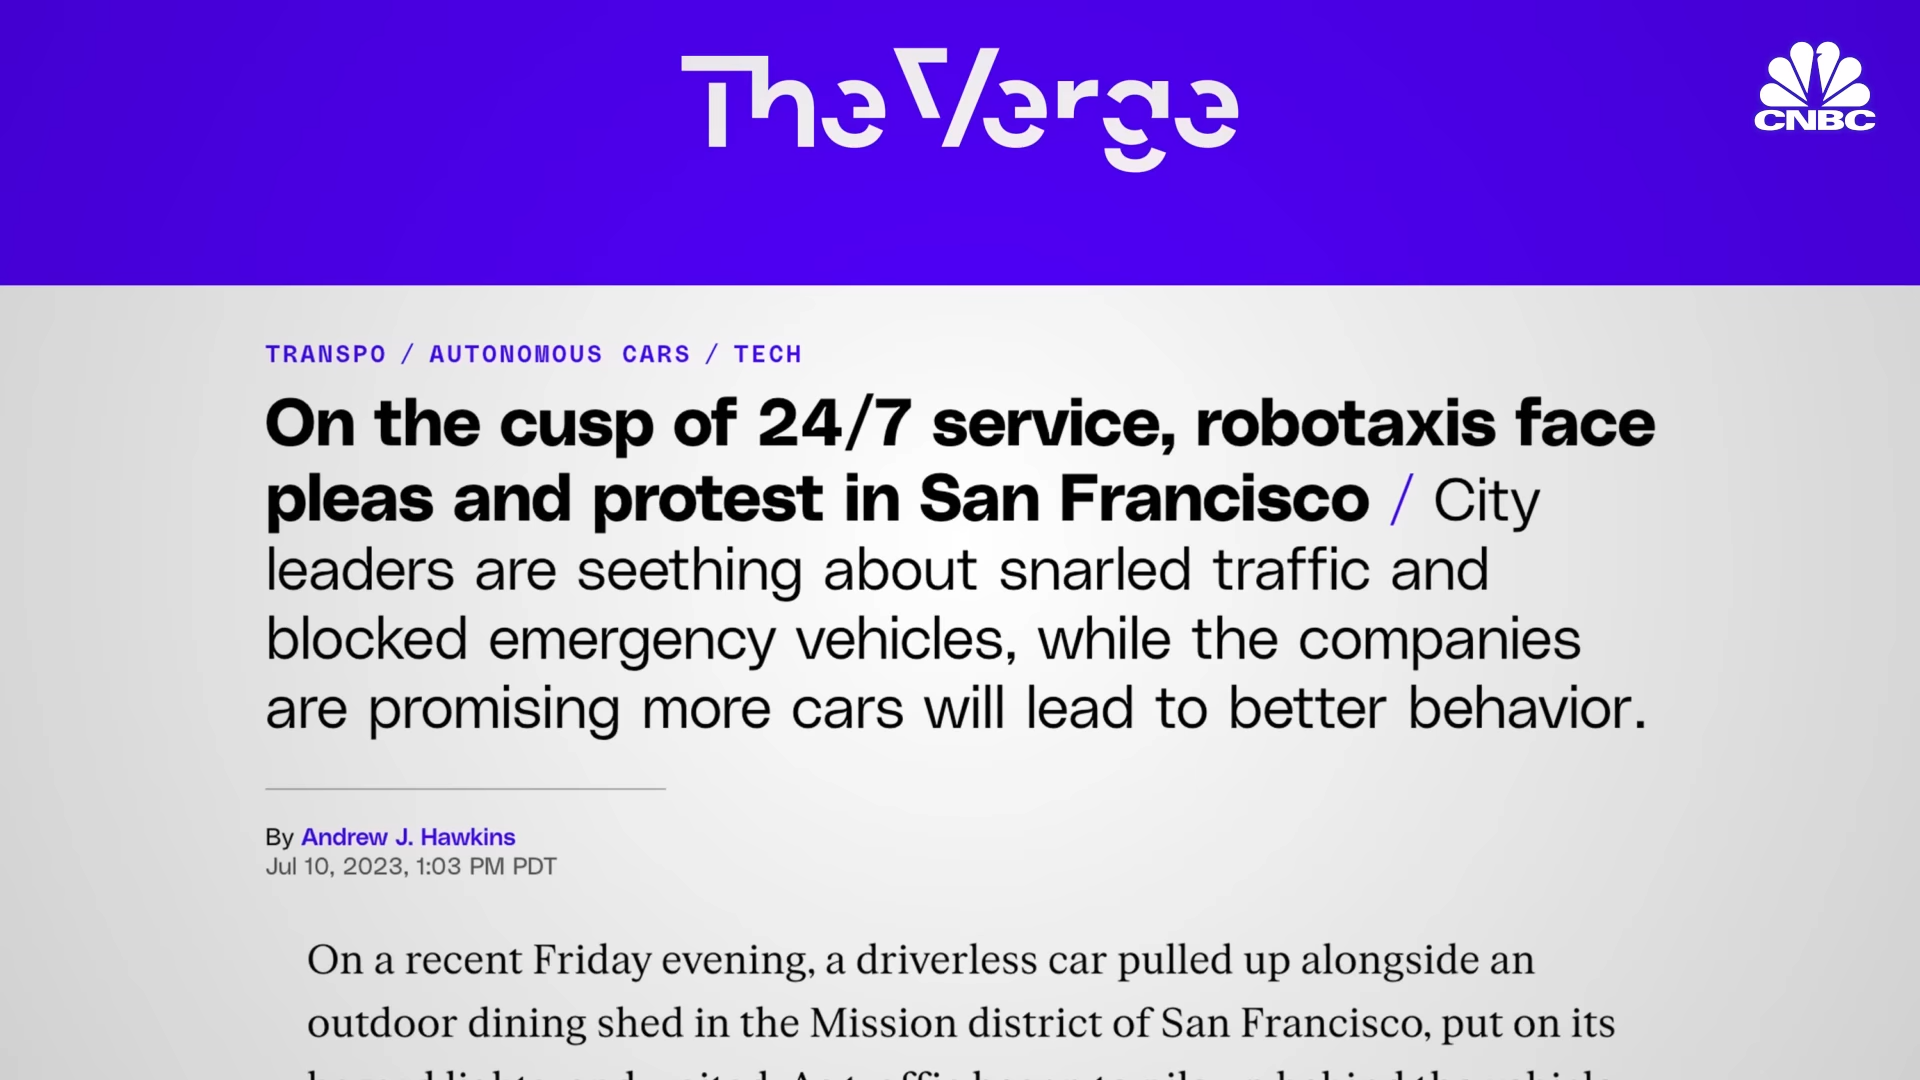 The Verge
CNBC
TRANSPO / AUTONOMOUS CARS / TECH
On the cusp of 24/7 service, robotaxis face
pleas and protest in San Francisco / City
leaders are seething about snarled traffic and
blocked emergency vehicles, while the companies
are promising more cars will lead to better behavior.
By Andrew J. Hawkins
Jul 10, 2023, 1:03 PM PDT
On a recent Friday evening, a driverless car pulled up alongside an
outdoor dining shed in the Mission district of San Francisco, put on its